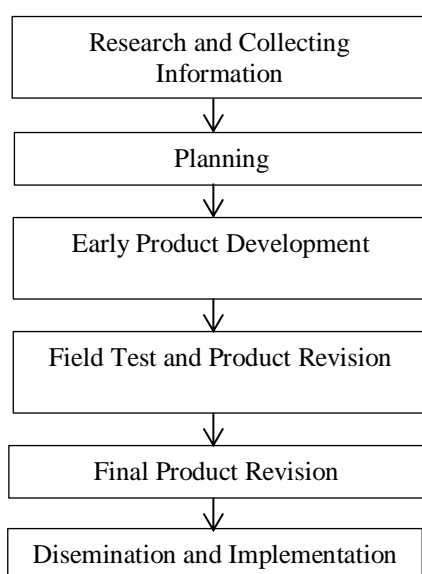 Research and Collecting
Information
Planning
Early Product Development
Field Test and Product Revision
Final Product Revision
Disemination and Implementation